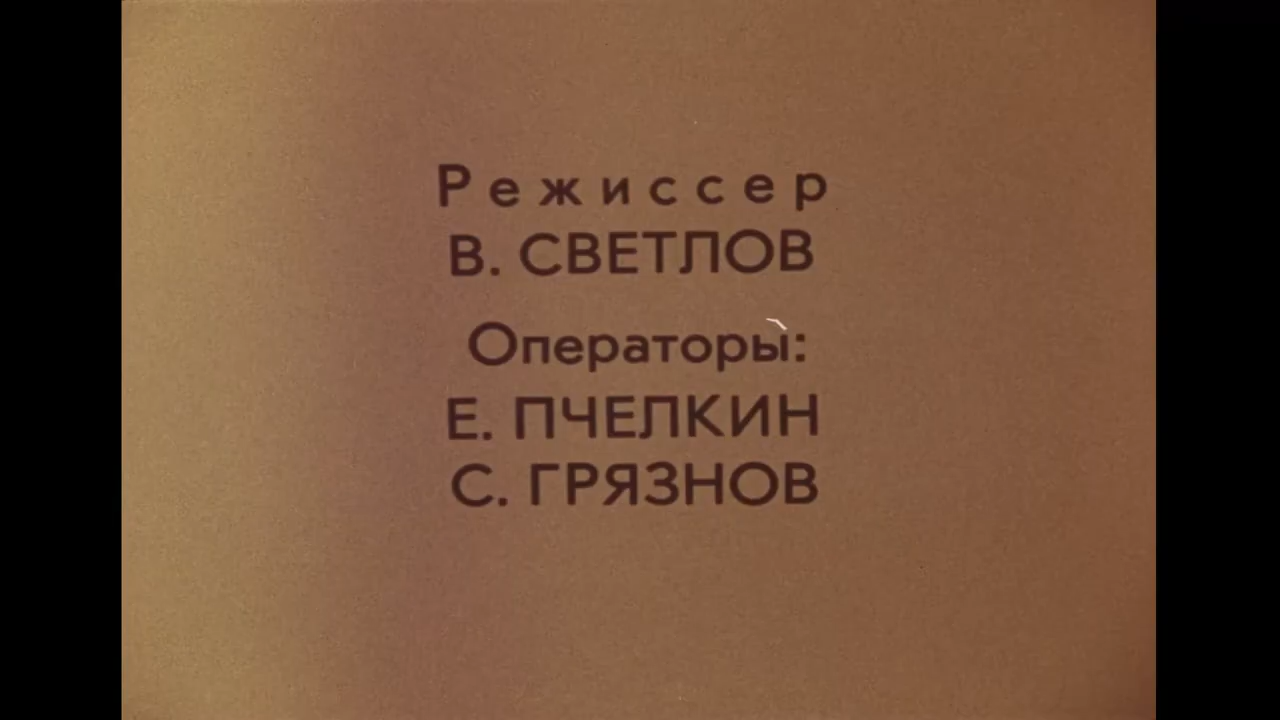 Режиссер
В. СВЕТЛОВ
Операторы:
Е. ПЧЕЛКИН
С. ГРЯЗНОВ